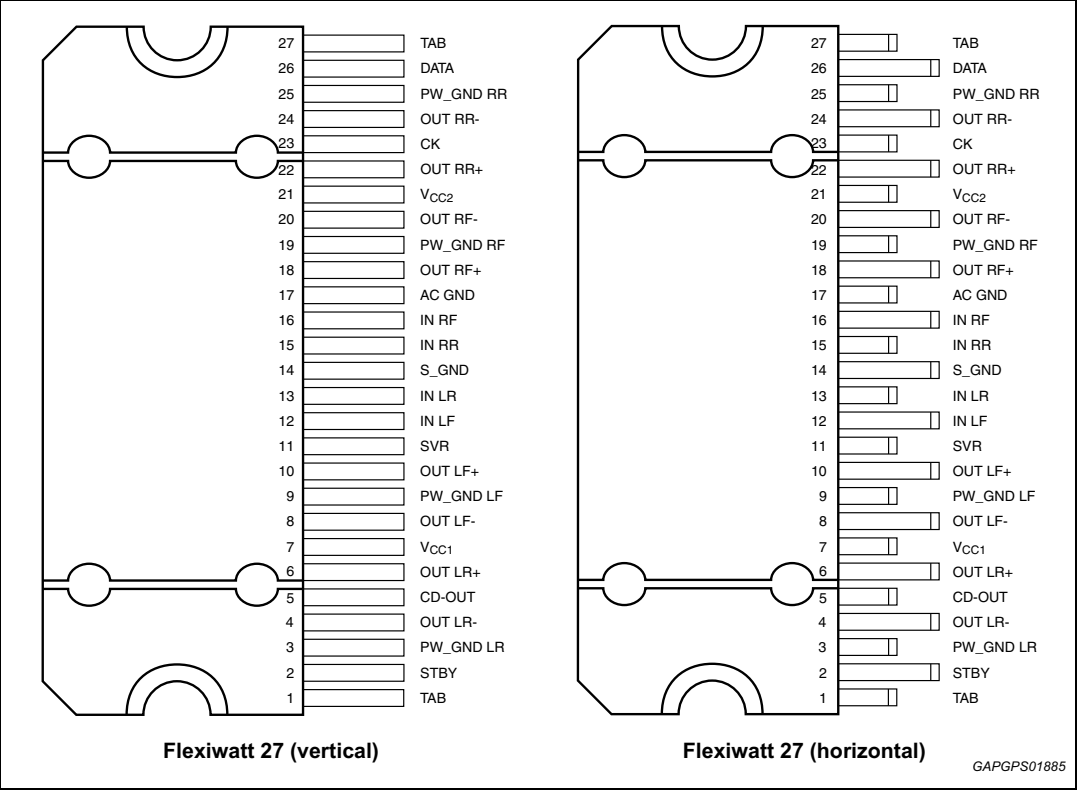 27 TAB
26 DATA
25 PW_GND RR
24 OUT RR-
23 CK
22 OUT RR+
21 VCC2
20 OUT RF-
19 PW_GND RF
18 OUT RF+
17 AC GND
16 IN RF
15 IN RR
14 S_GND
13 IN LR
12 IN LF
11 SVR
10 OUT LF+
9 PW_GND LF
8 OUT LF-
7 VCC1
6 OUT LR+
5 CD-OUT
4 OUT LR-
3 PW_GND LR
2 STBY
1 TAB
Flexiwatt 27 (vertical)
27 TAB
26 DATA
25 PW_GND RR
24 OUT RR-
23 CK
22 OUT RR+
21 VCC2
20 OUT RF-
19 PW_GND RF
18 OUT RF+
17 AC GND
16 IN RF
15 IN RR
14 S_GND
13 IN LR
12 IN LF
11 SVR
10 OUT LF+
9 PW_GND LF
8 OUT LF-
7 VCC1
6 OUT LR+
5 CD-OUT
4 OUT LR-
3 PW_GND LR
2 STBY
1 TAB
Flexiwatt 27 (horizontal)
GAPGPS01885